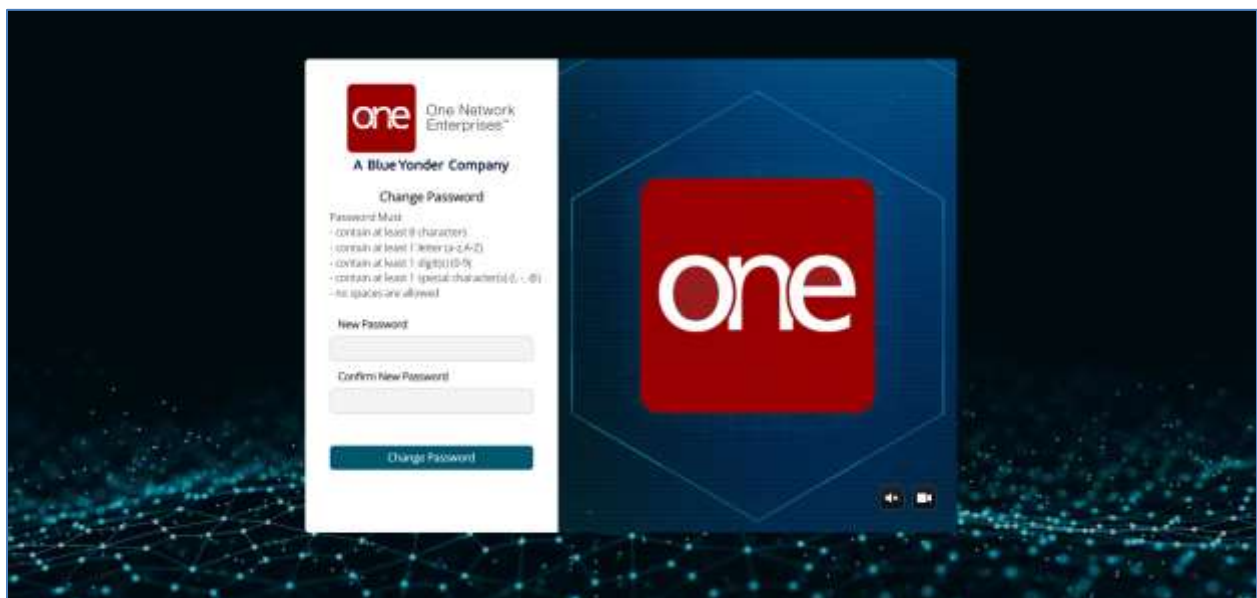 one One Network
Enterprises™
A Blue Yonder Company
Change Password
Password Must
- contain at least 8 characters
- contain at least 1 letter (a-z,A-Z)
- contain at least 1 digit(s) (0-9)
- contain at least 1 special character(s)
- no spaces are allowed
New Password
Confirm New Password
Change Password
one